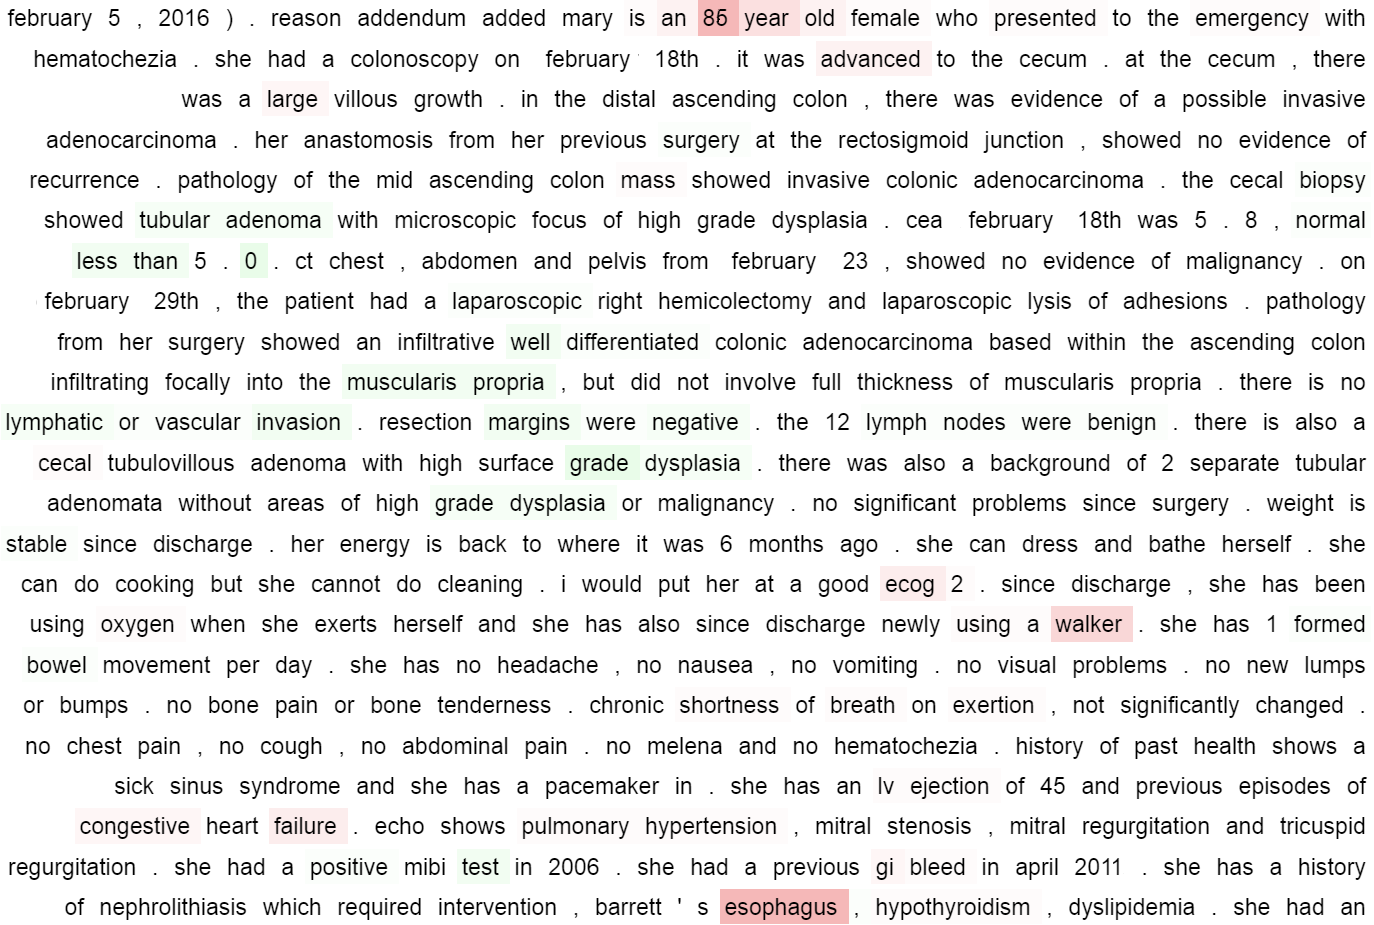 february 5 , 2016 ) . reason addendum added mary is an 85 year old female who presented to the emergency with
hematochezia . she had a colonoscopy on february 18th . it was advanced to the cecum . at the cecum , there
was a large villous growth . in the distal ascending colon , there was evidence of a possible invasive
adenocarcinoma . her anastomosis from her previous surgery at the rectosigmoid junction , showed no evidence of
recurrence . pathology of the mid ascending colon mass showed invasive colonic adenocarcinoma . the cecal biopsy
showed tubular adenoma with microscopic focus of high grade dysplasia . cea february 18th was 5 . 8 , normal
less than 5 . 0 . ct chest , abdomen and pelvis from february 23 , showed no evidence of malignancy . on
february 29th , the patient had a laparoscopic right hemicolectomy and laparoscopic lysis of adhesions . pathology
from her surgery showed an infiltrative well differentiated colonic adenocarcinoma based within the ascending colon
infiltrating focally into the muscularis propria , but did not involve full thickness of muscularis propria . there is no
lymphatic or vascular invasion . resection margins were negative . the 12 lymph nodes were benign . there is also a
cecal tubulovillous adenoma with high surface grade dysplasia . there was also a background of 2 separate tubular
adenomata without areas of high grade dysplasia or malignancy . no significant problems since surgery . weight is
stable since discharge . her energy is back to where it was 6 months ago . she can dress and bathe herself . she
can do cooking but she cannot do cleaning . i would put her at a good ecog 2 . since discharge , she has been
using oxygen when she exerts herself and she has also since discharge newly using a walker . she has 1 formed
bowel movement per day . she has no headache , no nausea , no vomiting . no visual problems . no new lumps
or bumps . no bone pain or bone tenderness . chronic shortness of breath on exertion , not significantly changed .
no chest pain , no cough , no abdominal pain . no melena and no hematochezia . history of past health shows a
sick sinus syndrome and she has a pacemaker in . she has an lv ejection of 45 and previous episodes of
congestive heart failure . echo shows pulmonary hypertension , mitral stenosis , mitral regurgitation and tricuspid
regurgitation . she had a positive mibi test in 2006 . she had a previous gi bleed in april 2011 . she has a history
of nephrolithiasis which required intervention , barrett ' s esophagus , hypothyroidism , dyslipidemia . she had an